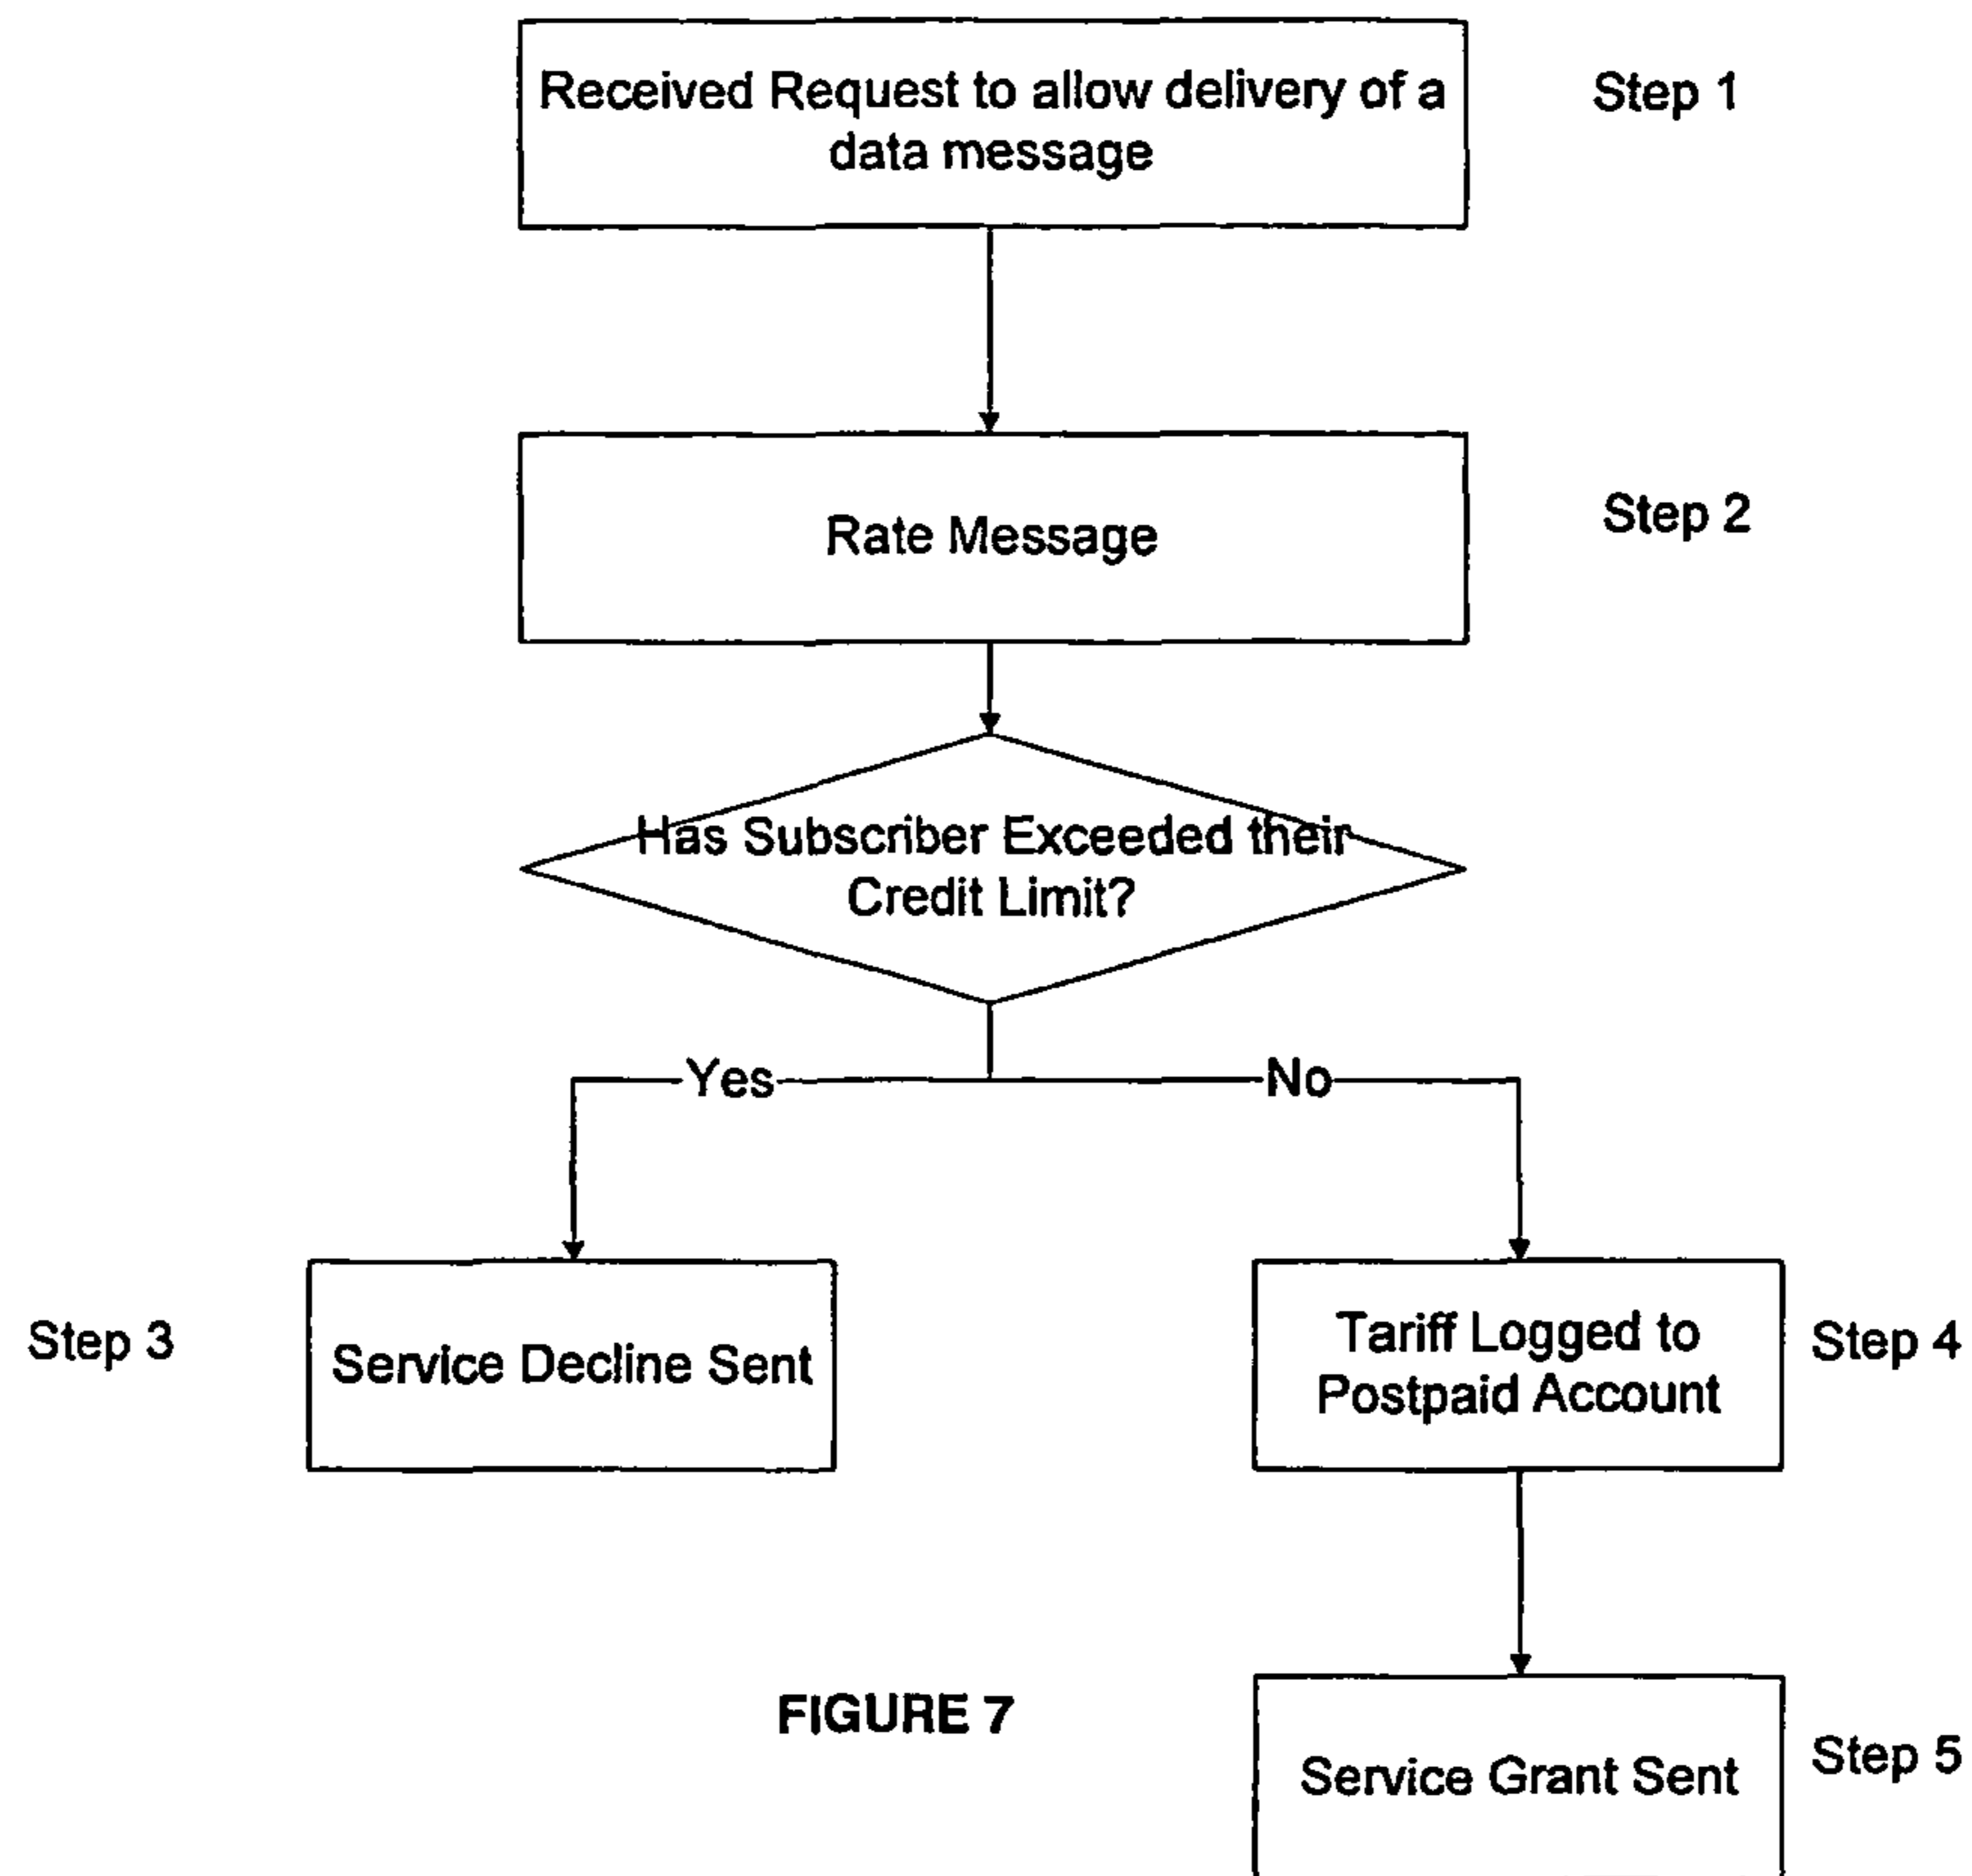 Received Request to allow delivery of a
data message
Step 1
Rate Message
Step 2
Has Subscriber Exceeded their
Credit Limit?
Yes
No
Step 3
Service Decline Sent
Tariff Logged to
Postpaid Account
Step 4
FIGURE 7
Service Grant Sent
Step 5